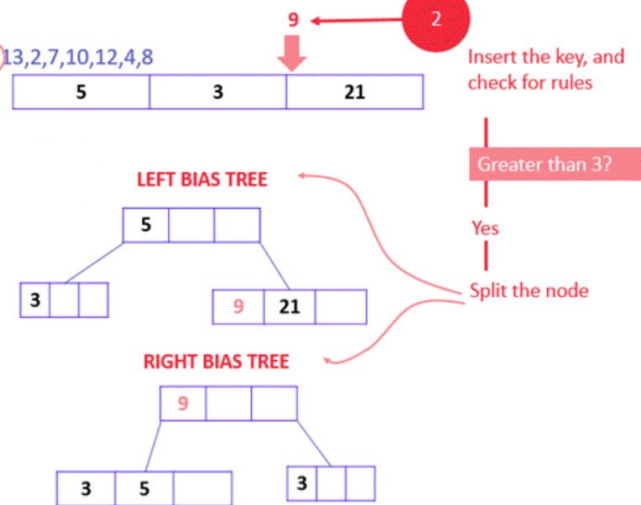 9
2
13,2,7,10,12,4,8
5 3 21
Insert the key, and
check for rules
Greater than 3?
Yes
Split the node
LEFT BIAS TREE
5
3
9 21
RIGHT BIAS TREE
9
3 5
3